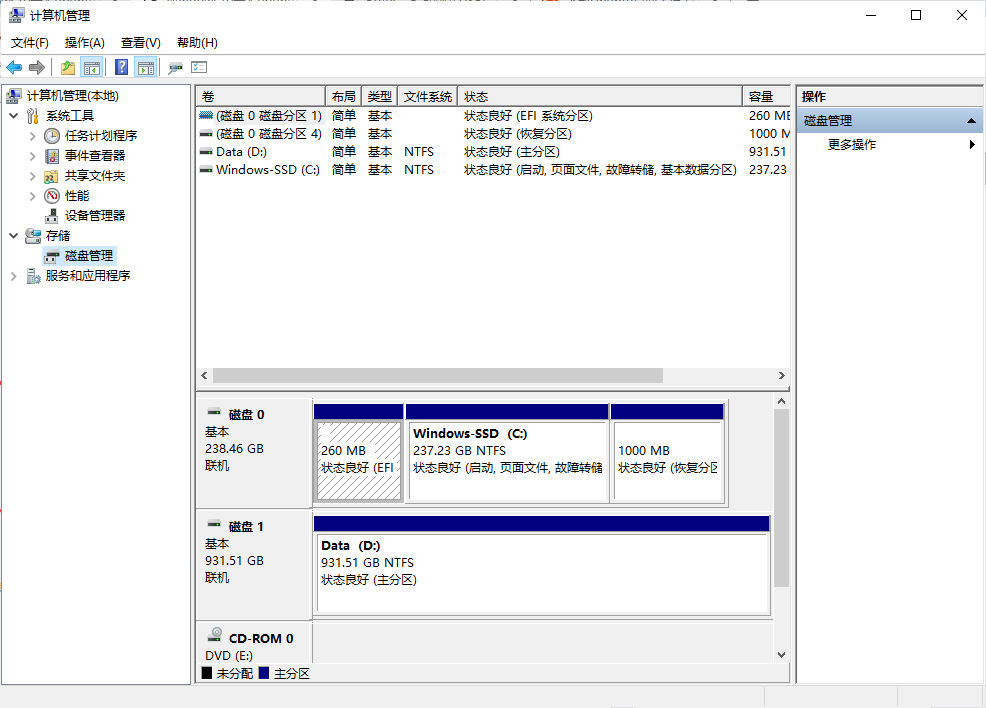 计算机管理
文件(F) 操作(A) 查看(V) 帮助(H)
计算机管理(本地)
系统工具
任务计划程序
事件查看器
共享文件夹
性能
设备管理器
存储
磁盘管理
服务和应用程序
卷 布局 类型 文件系统 状态 容量
(磁盘 0 磁盘分区 1) 简单 基本 状态良好 (EFI 系统分区) 260 MB
(磁盘 0 磁盘分区 4) 简单 基本 状态良好 (恢复分区) 1000 M
Data (D:) 简单 基本 NTFS 状态良好 (主分区) 931.51
Windows-SSD (C:) 简单 基本 NTFS 状态良好 (启动, 页面文件, 故障转储, 基本数据分区) 237.23
磁盘 0
基本
238.46 GB
联机
260 MB
状态良好 (EFI
Windows-SSD (C:)
237.23 GB NTFS
状态良好 (启动, 页面文件, 故障转储
1000 MB
状态良好 (恢复分区
磁盘 1
基本
931.51 GB
联机
Data (D:)
931.51 GB NTFS
状态良好 (主分区)
CD-ROM 0
DVD (E:)
未分配 主分区
操作
磁盘管理
更多操作